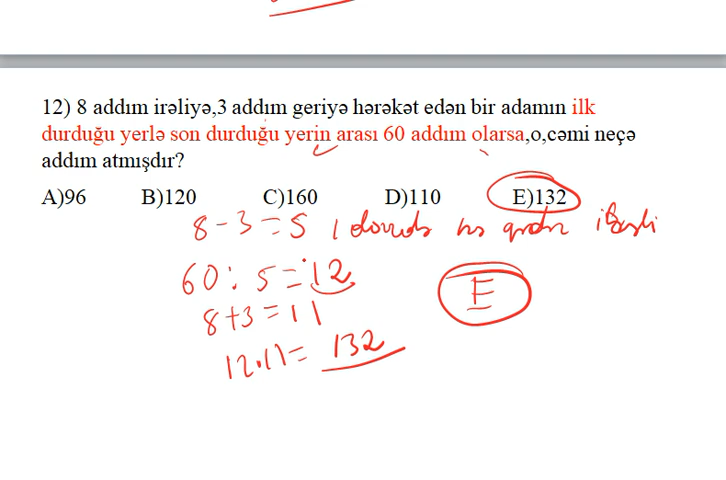 12) 8 addım irəliyə,3 addım geriyə hərəkət edən bir adamın ilk
durduğu yerlə son durduğu yerin arası 60 addım olarsa,o,cəmi neçə
addım atmışdır?
A)96 B)120 C)160 D)110 E)132
8-3=5 1
60:5=12
E
8+3=11
12.11= 132